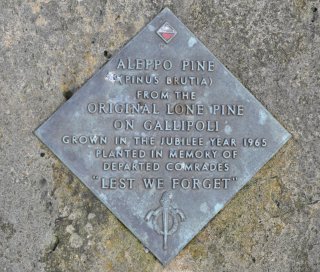 ALEPPO PINE
(PINUS BRUTIA)
FROM THE
ORIGINAL LONE PINE
ON GALLIPOLI
GROWN IN THE JUBILEE YEAR 1965
PLANTED IN MEMORY OF
DEPARTED COMRADES
"LEST WE FORGET"